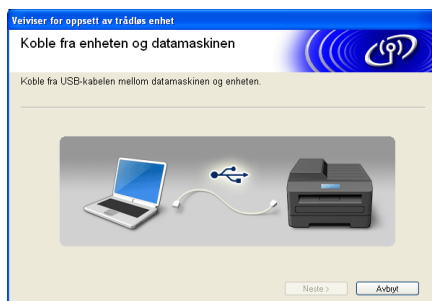 Veiviser for oppsett av trådløs enhet
Koble fra enheten og datamaskinen
Koble fra USB-kabelen mellom datamaskinen og enheten.
Neste >
Avbryt